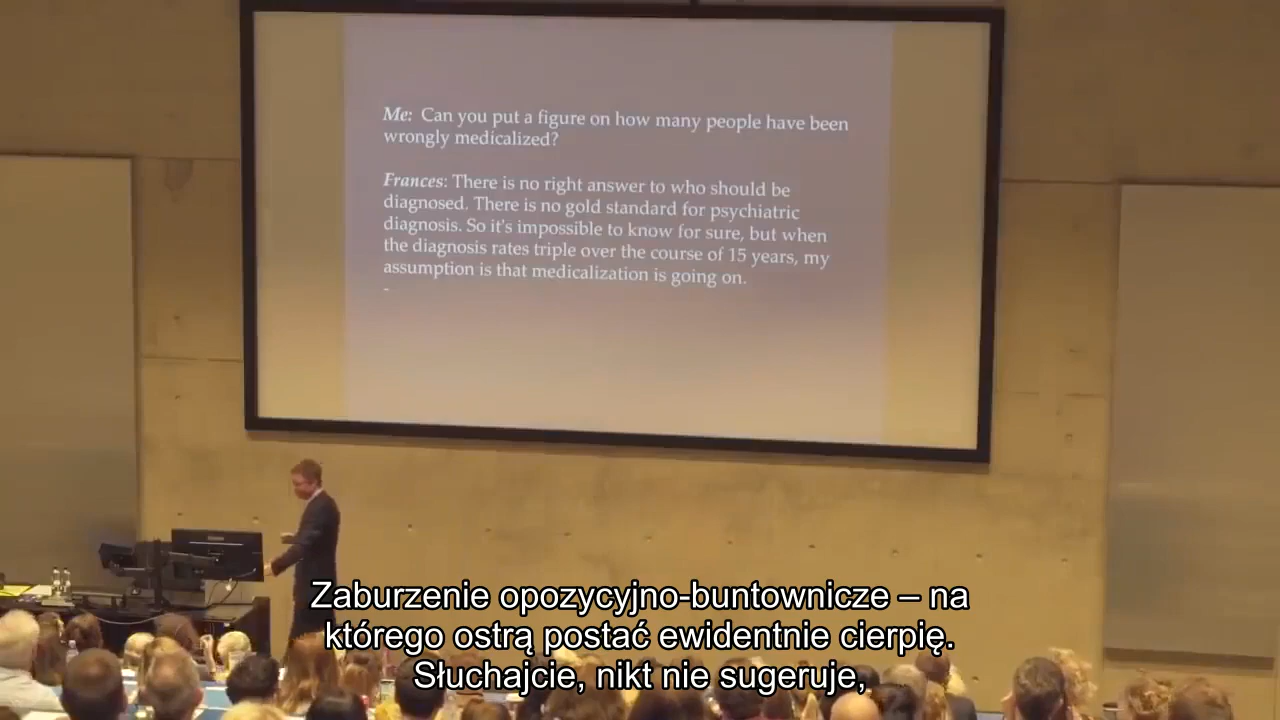 Me: Can you put a figure on how many people have been
wrongly medicalized?
Frances: There is no right answer to who should be
diagnosed. There is no gold standard for psychiatric
diagnosis. So it's impossible to know for sure, but when
the diagnosis rates triple over the course of 15 years, my
assumption is that medicalization is going on.
-
Zaburzenie opozycyjno-buntownicze – na
którego ostrą postać ewidentnie cierpię.
Słuchajcie, nikt nie sugeruje,